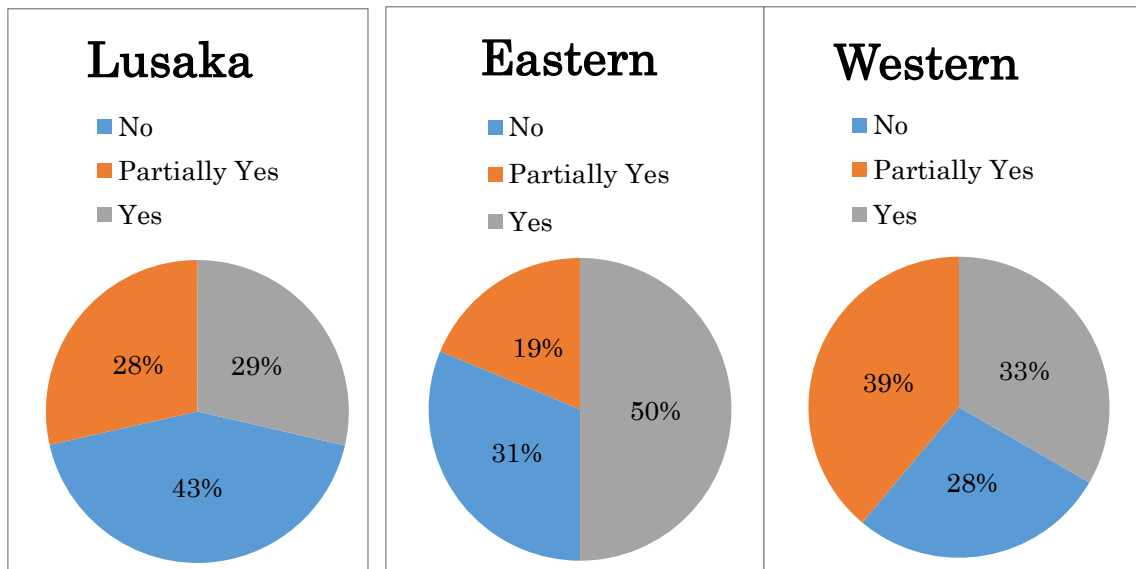 Lusaka
No
Partially Yes
Yes
28%
29%
43%
Eastern
No
Partially Yes
Yes
19%
50%
31%
Western
No
Partially Yes
Yes
39%
33%
28%